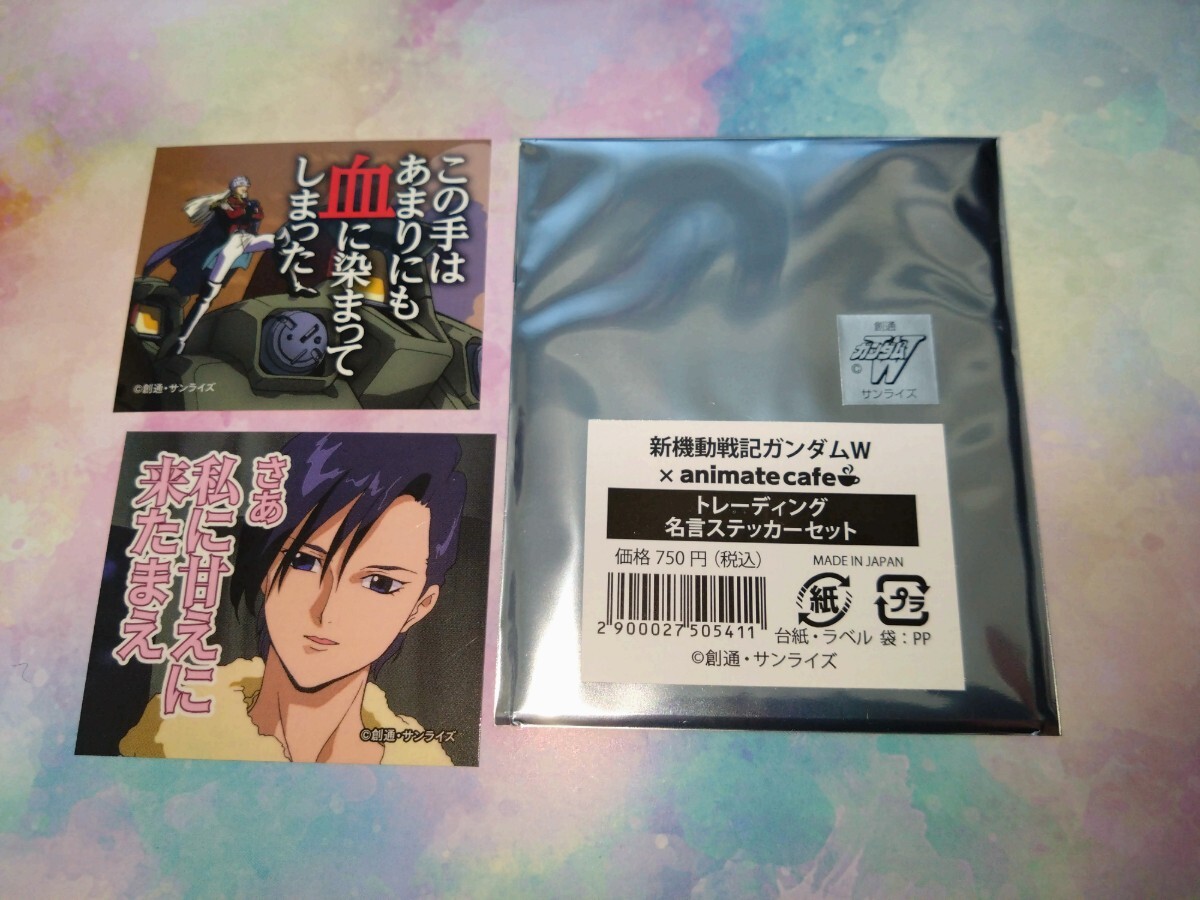 この手は
あまりにも
血に染まって
しまった
©創通・サンライズ
さあ
私に甘えに
来たまえ
©創通・サンライズ
創通
ガンダムW
©
サンライズ
新機動戦記ガンダムW
× animate cafe
トレーディング
名言ステッカーセット
価格 750 円 (税込)
MADE IN JAPAN
2900027505411
紙
プラ
台紙・ラベル 袋:PP
©創通・サンライズ